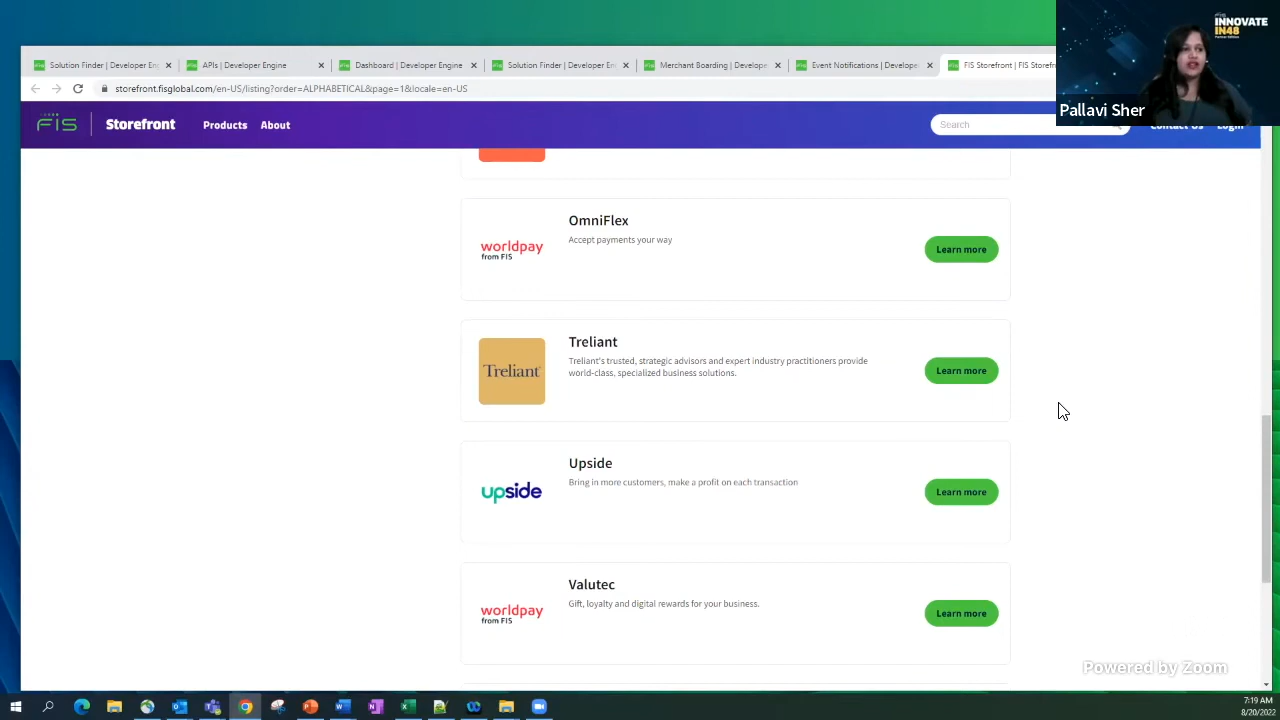 FIS
INNOVATE
IN48
Pallavi Sher
Solution Finder | Developer En
APIs | Developer Engine
Dashboard | Developer Engine
Solution Finder | Developer En
Merchant Boarding | Develope
Event Notifications | Develope
FIS Storefront | FIS Storef
storefront.fisglobal.com/en-US/listing?order=ALPHABETICAL&page=1&locale=en-US
FIS
Storefront
Products
About
Search
Contact Us
Login
OmniFlex
Accept payments your way
worldpay
from FIS
Learn more
Treliant
Treliant's trusted, strategic advisors and expert industry practitioners provide
world-class, specialized business solutions.
Treliant
Learn more
Upside
Bring in more customers, make a profit on each transaction
upside
Learn more
Valutec
Gift, loyalty and digital rewards for your business.
worldpay
from FIS
Learn more
Powered by Zoom
7:19 AM
8/20/2022